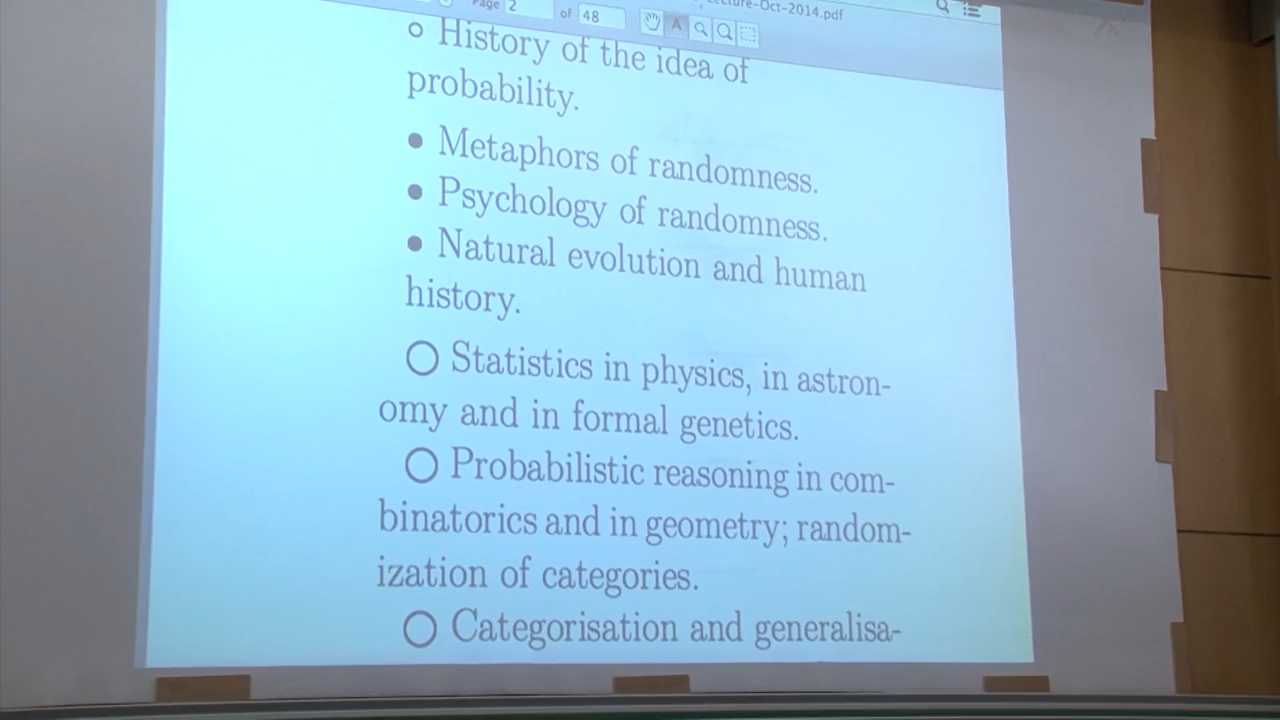 Page 2 of 48
-Oct-2014.pdf
A
○ History of the idea of
probability.
● Metaphors of randomness.
● Psychology of randomness.
● Natural evolution and human
history.
○ Statistics in physics, in astron-
omy and in formal genetics.
○ Probabilistic reasoning in com-
binatorics and in geometry; random-
ization of categories.
○ Categorisation and generalisa-